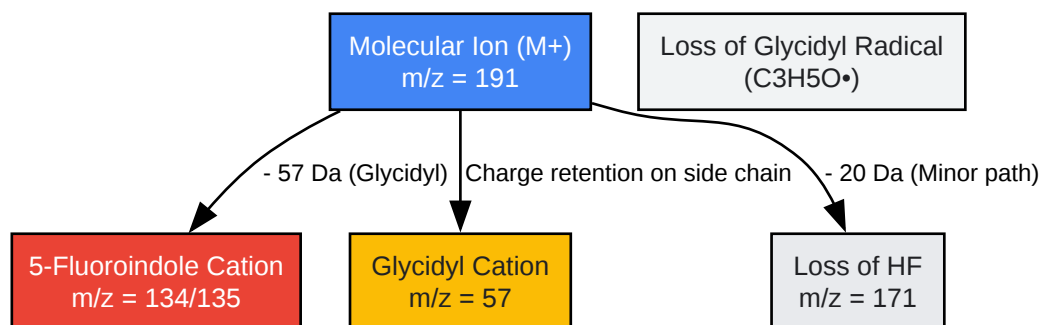 Molecular Ion (M+)
m/z = 191
Loss of Glycidyl Radical
(C3H5O•)
- 57 Da (Glycidyl)
Charge retention on side chain
- 20 Da (Minor path)
5-Fluoroindole Cation
m/z = 134/135
Glycidyl Cation
m/z = 57
Loss of HF
m/z = 171